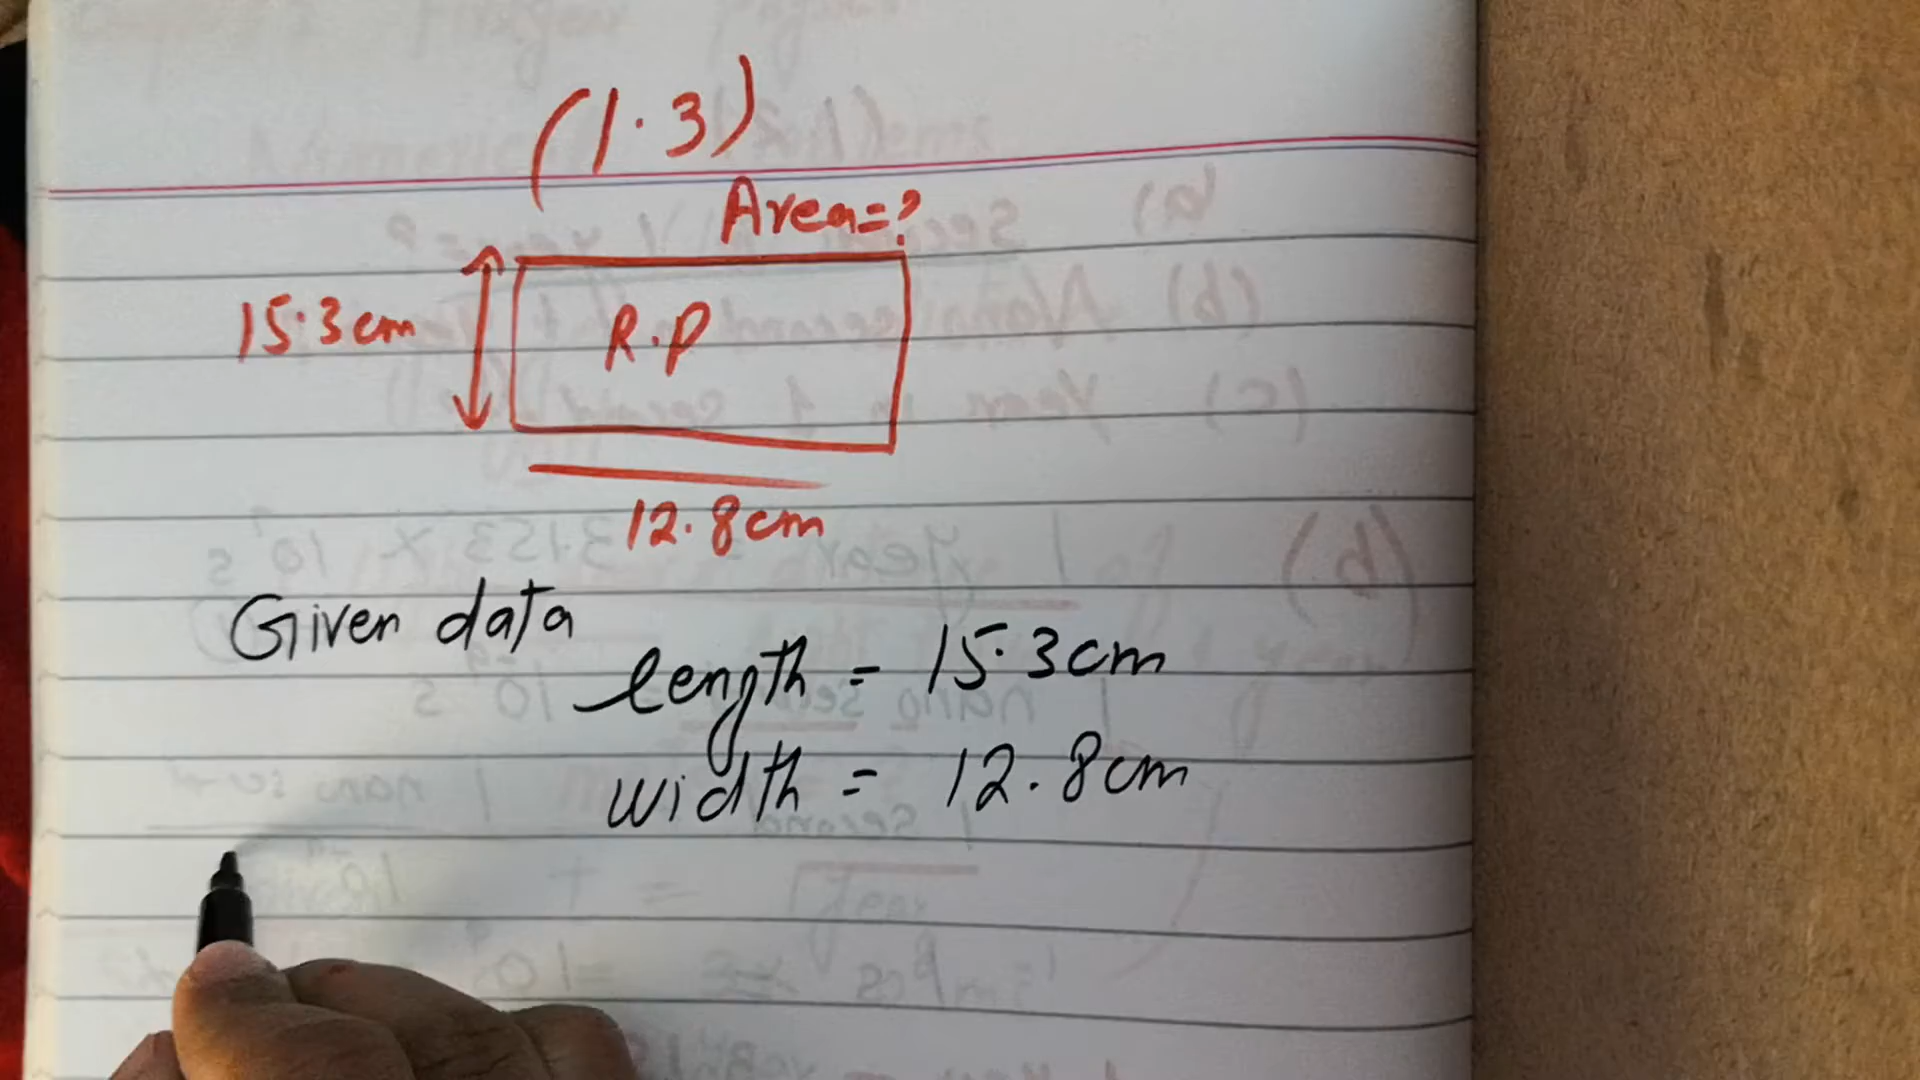 (1.3)
Area=?
15.3cm
R.P
12.8cm
Given data
length = 15.3cm
width = 12.8cm